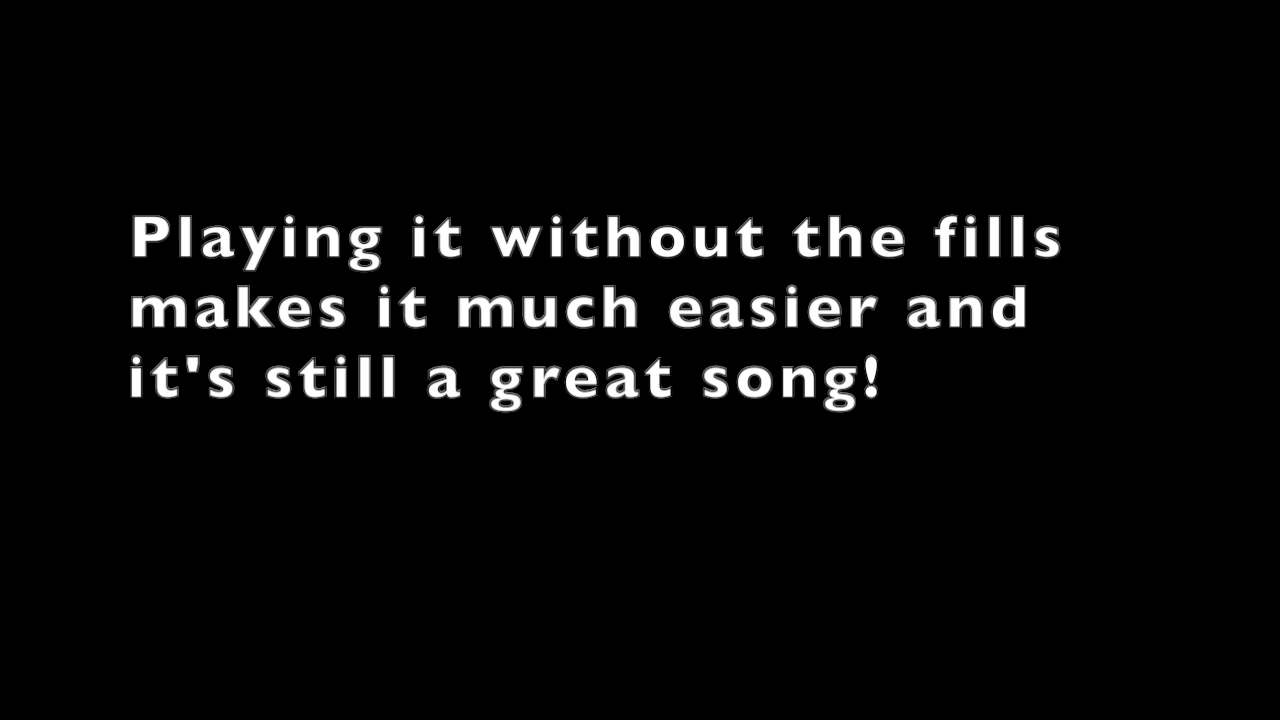 Playing it without the fills
makes it much easier and
it's still a great song!